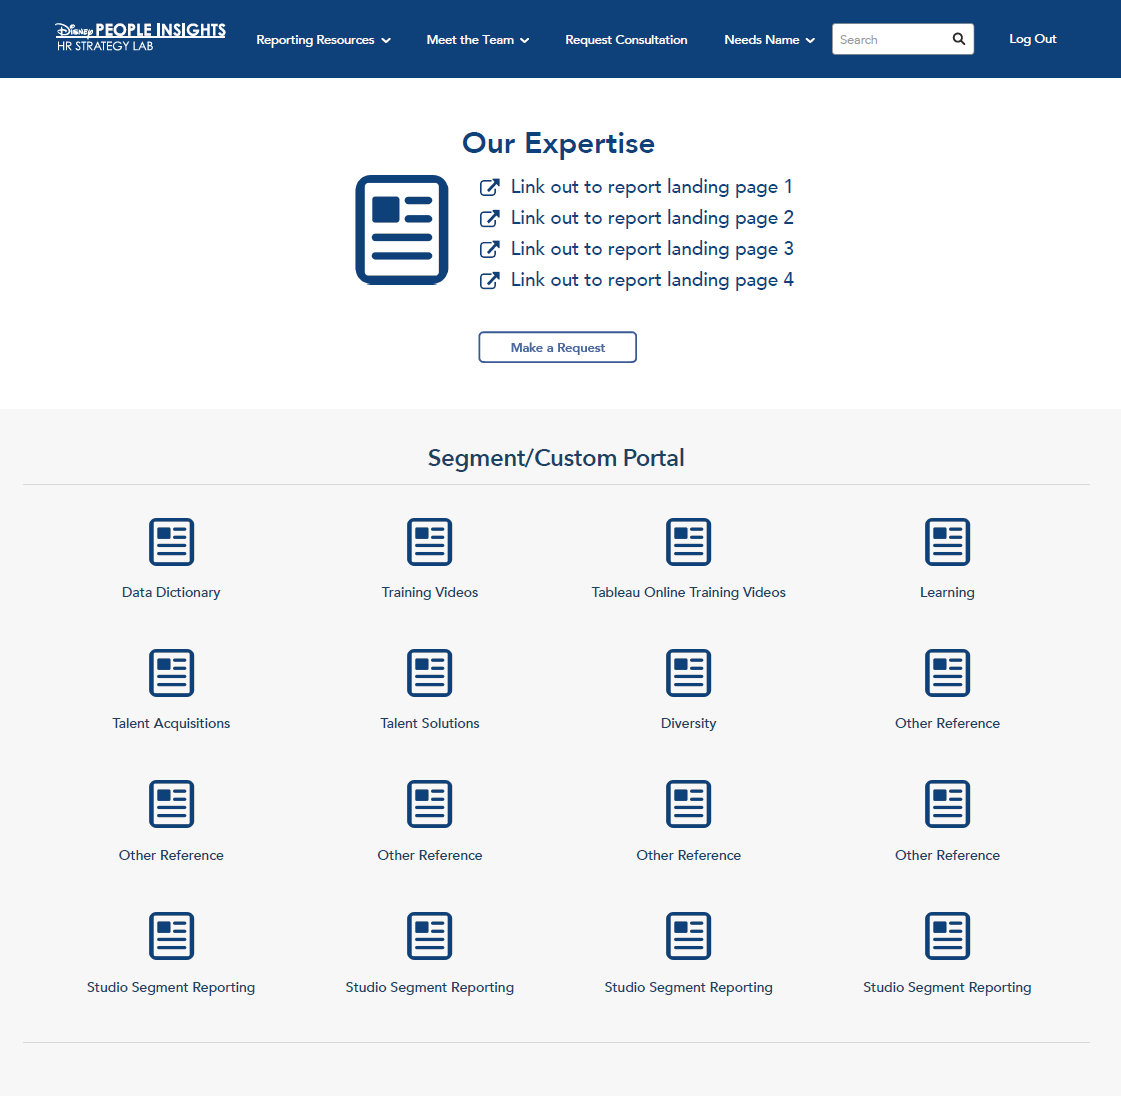 Disney PEOPLE INSIGHTS
HR STRATEGY LAB
Reporting Resources
Meet the Team
Request Consultation
Needs Name
Search
Log Out
Our Expertise
Link out to report landing page 1
Link out to report landing page 2
Link out to report landing page 3
Link out to report landing page 4
Make a Request
Segment/Custom Portal
Data Dictionary
Training Videos
Tableau Online Training Videos
Learning
Talent Acquisitions
Talent Solutions
Diversity
Other Reference
Other Reference
Other Reference
Other Reference
Other Reference
Studio Segment Reporting
Studio Segment Reporting
Studio Segment Reporting
Studio Segment Reporting